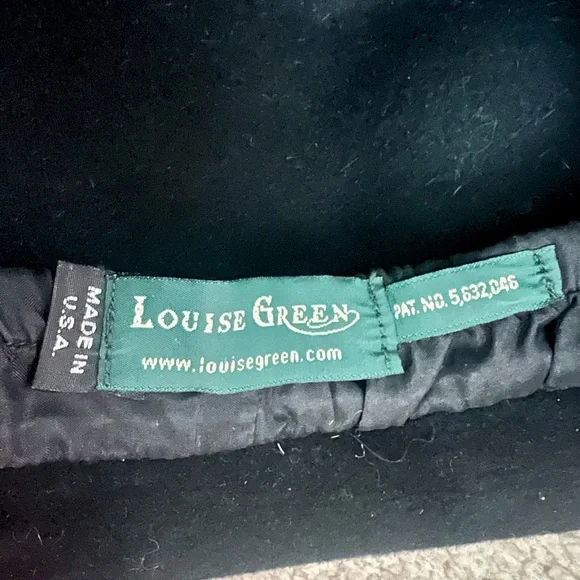 MADE IN
U.S.A.
LOUISE GREEN
www.louisegreen.com
PAT. NO. 5,632,046